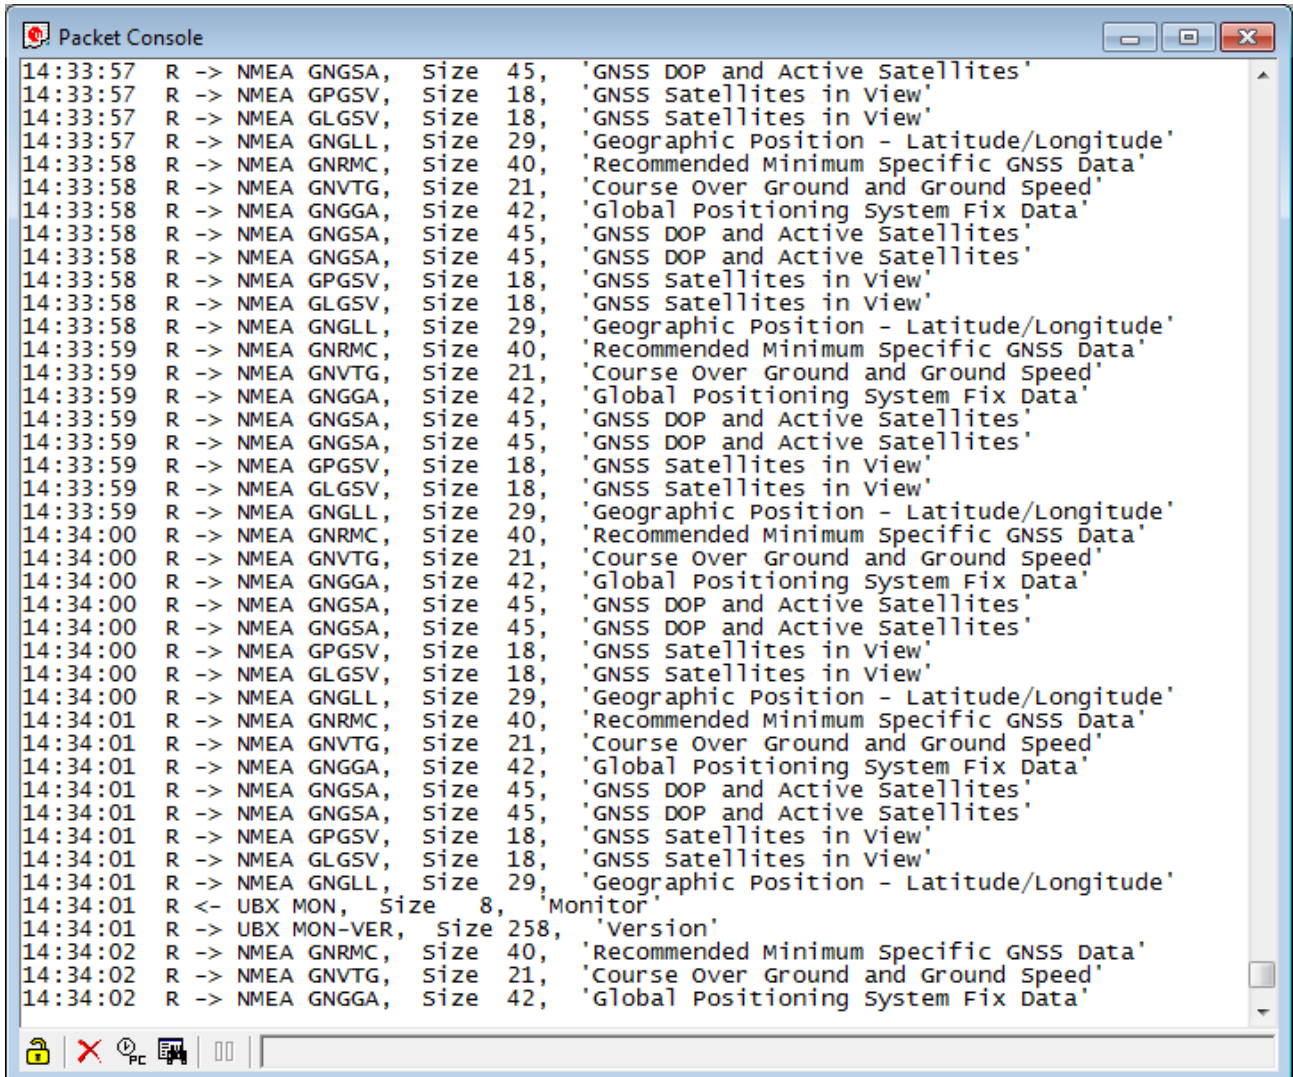 Packet Console
14:33:57  R -> NMEA GNGSA,  Size  45,  'GNSS DOP and Active Satellites'
14:33:57  R -> NMEA GPGSV,  Size  18,  'GNSS Satellites in View'
14:33:57  R -> NMEA GLGSV,  Size  18,  'GNSS Satellites in View'
14:33:57  R -> NMEA GNGLL,  Size  29,  'Geographic Position - Latitude/Longitude'
14:33:58  R -> NMEA GNRMC,  Size  40,  'Recommended Minimum Specific GNSS Data'
14:33:58  R -> NMEA GNVTG,  Size  21,  'Course Over Ground and Ground Speed'
14:33:58  R -> NMEA GNGGA,  Size  42,  'Global Positioning System Fix Data'
14:33:58  R -> NMEA GNGSA,  Size  45,  'GNSS DOP and Active Satellites'
14:33:58  R -> NMEA GNGSA,  Size  45,  'GNSS DOP and Active Satellites'
14:33:58  R -> NMEA GPGSV,  Size  18,  'GNSS Satellites in View'
14:33:58  R -> NMEA GLGSV,  Size  18,  'GNSS Satellites in View'
14:33:58  R -> NMEA GNGLL,  Size  29,  'Geographic Position - Latitude/Longitude'
14:33:59  R -> NMEA GNRMC,  Size  40,  'Recommended Minimum Specific GNSS Data'
14:33:59  R -> NMEA GNVTG,  Size  21,  'Course Over Ground and Ground Speed'
14:33:59  R -> NMEA GNGGA,  Size  42,  'Global Positioning System Fix Data'
14:33:59  R -> NMEA GNGSA,  Size  45,  'GNSS DOP and Active Satellites'
14:33:59  R -> NMEA GNGSA,  Size  45,  'GNSS DOP and Active Satellites'
14:33:59  R -> NMEA GPGSV,  Size  18,  'GNSS Satellites in View'
14:33:59  R -> NMEA GLGSV,  Size  18,  'GNSS Satellites in View'
14:33:59  R -> NMEA GNGLL,  Size  29,  'Geographic Position - Latitude/Longitude'
14:34:00  R -> NMEA GNRMC,  Size  40,  'Recommended Minimum Specific GNSS Data'
14:34:00  R -> NMEA GNVTG,  Size  21,  'Course Over Ground and Ground Speed'
14:34:00  R -> NMEA GNGGA,  Size  42,  'Global Positioning System Fix Data'
14:34:00  R -> NMEA GNGSA,  Size  45,  'GNSS DOP and Active Satellites'
14:34:00  R -> NMEA GNGSA,  Size  45,  'GNSS DOP and Active Satellites'
14:34:00  R -> NMEA GPGSV,  Size  18,  'GNSS Satellites in View'
14:34:00  R -> NMEA GLGSV,  Size  18,  'GNSS Satellites in View'
14:34:00  R -> NMEA GNGLL,  Size  29,  'Geographic Position - Latitude/Longitude'
14:34:01  R -> NMEA GNRMC,  Size  40,  'Recommended Minimum Specific GNSS Data'
14:34:01  R -> NMEA GNVTG,  Size  21,  'Course Over Ground and Ground Speed'
14:34:01  R -> NMEA GNGGA,  Size  42,  'Global Positioning System Fix Data'
14:34:01  R -> NMEA GNGSA,  Size  45,  'GNSS DOP and Active Satellites'
14:34:01  R -> NMEA GNGSA,  Size  45,  'GNSS DOP and Active Satellites'
14:34:01  R -> NMEA GPGSV,  Size  18,  'GNSS Satellites in View'
14:34:01  R -> NMEA GLGSV,  Size  18,  'GNSS Satellites in View'
14:34:01  R -> NMEA GNGLL,  Size  29,  'Geographic Position - Latitude/Longitude'
14:34:01  R <- UBX MON,  Size   8,  'Monitor'
14:34:01  R -> UBX MON-VER,  Size 258,  'Version'
14:34:02  R -> NMEA GNRMC,  Size  40,  'Recommended Minimum Specific GNSS Data'
14:34:02  R -> NMEA GNVTG,  Size  21,  'Course Over Ground and Ground Speed'
14:34:02  R -> NMEA GNGGA,  Size  42,  'Global Positioning System Fix Data'
PC